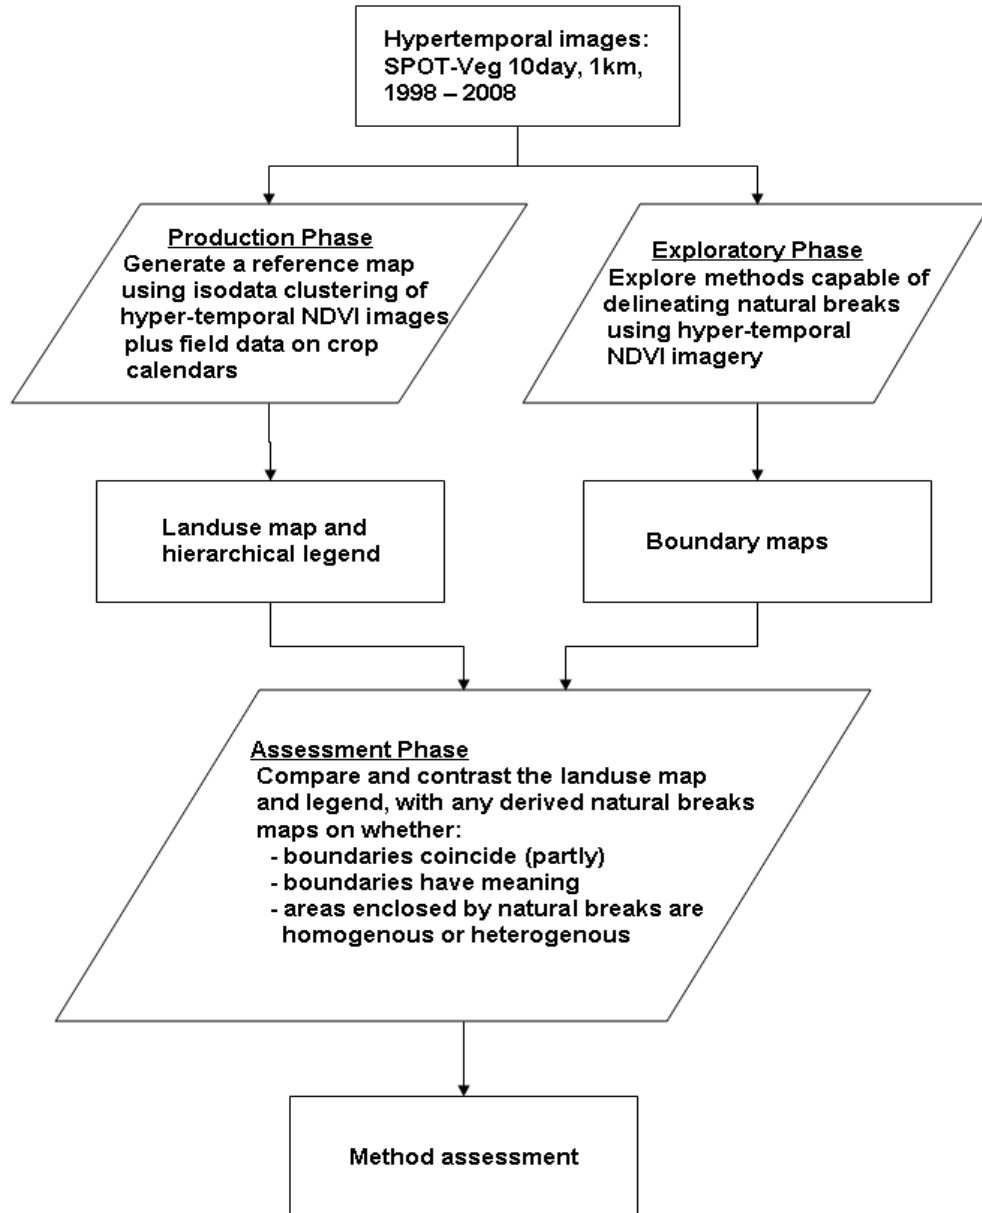 Hypertemporal images:
SPOT-Veg 10day, 1km,
1998 – 2008
Production Phase
Generate a reference map
using isodata clustering of
hyper-temporal NDVI images
plus field data on crop
calendars
Exploratory Phase
Explore methods capable of
delineating natural breaks
using hyper-temporal
NDVI imagery
Landuse map and
hierarchical legend
Boundary maps
Assessment Phase
Compare and contrast the landuse map
and legend, with any derived natural breaks
maps on whether:
- boundaries coincide (partly)
- boundaries have meaning
- areas enclosed by natural breaks are
homogenous or heterogenous
Method assessment